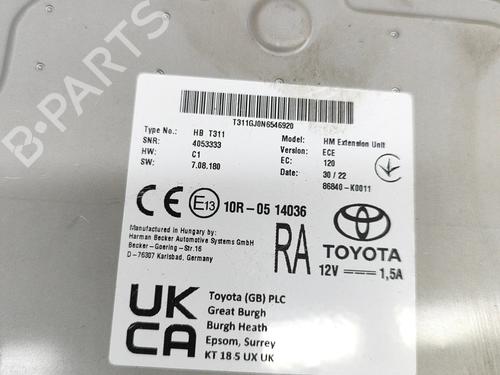 T311GJ0N6546920
Type No.: HB T311 Model: HM Extension Unit
SNR: 4053333 Version: ECE
HW: C1 EC: 120
SW: 7.08.180 Date: 30 / 22
86840-K0011
CE E13 10R-05 14036
Manufactured in Hungary by:
Harman Becker Automotive Systems GmbH
Becker-Goering-Str.16
D-76307 Karlsbad, Germany
RA
TOYOTA
12V 1,5A
UK
CA
Toyota (GB) PLC
Great Burgh
Burgh Heath
Epsom, Surrey
KT 18 5 UX UK
B-PARTS